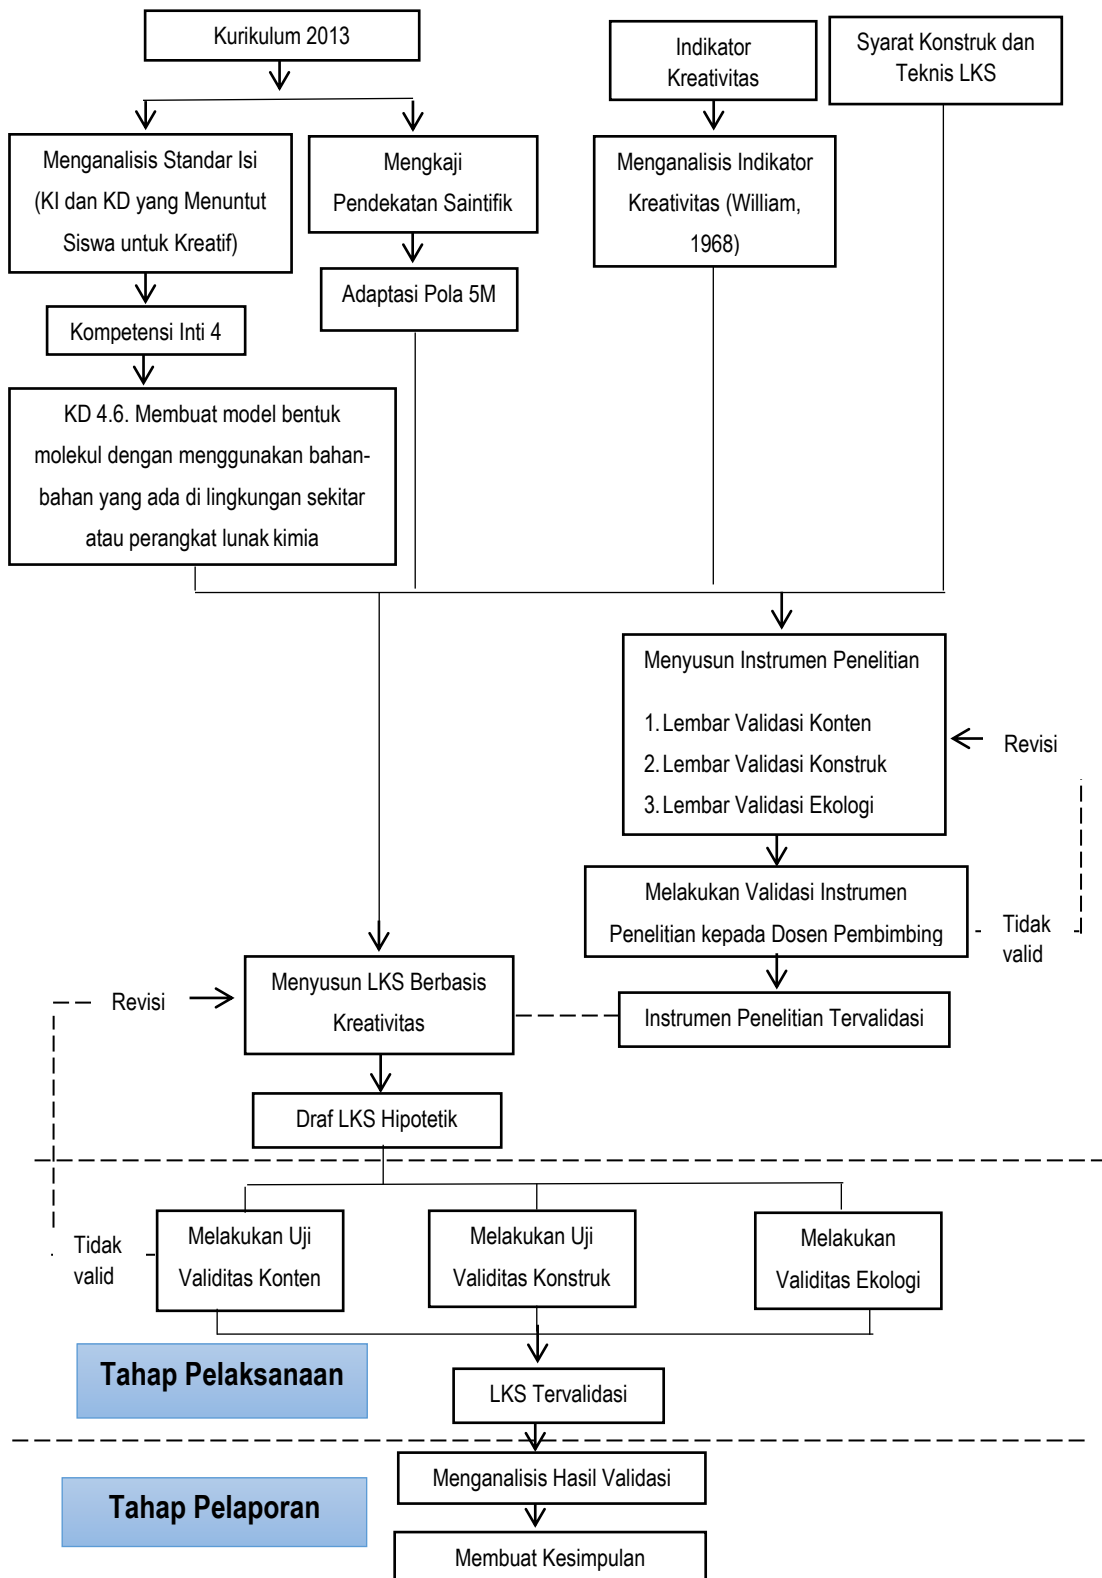 Kurikulum 2013
Indikator
Kreativitas
Syarat Konstruk dan
Teknis LKS
Menganalisis Standar Isi
(KI dan KD yang Menuntut
Siswa untuk Kreatif)
Mengkaji
Pendekatan Saintifik
Menganalisis Indikator
Kreativitas (William,
1968)
Adaptasi Pola 5M
Kompetensi Inti 4
KD 4.6. Membuat model bentuk
molekul dengan menggunakan bahan-
bahan yang ada di lingkungan sekitar
atau perangkat lunak kimia
Menyusun Instrumen Penelitian
1. Lembar Validasi Konten
2. Lembar Validasi Konstruk
3. Lembar Validasi Ekologi
Revisi
Melakukan Validasi Instrumen
Penelitian kepada Dosen Pembimbing
Tidak
valid
Menyusun LKS Berbasis
Kreativitas
Revisi
Instrumen Penelitian Tervalidasi
Draf LKS Hipotetik
Tidak
valid
Melakukan Uji
Validitas Konten
Melakukan Uji
Validitas Konstruk
Melakukan
Validitas Ekologi
Tahap Pelaksanaan
LKS Tervalidasi
Menganalisis Hasil Validasi
Tahap Pelaporan
Membuat Kesimpulan